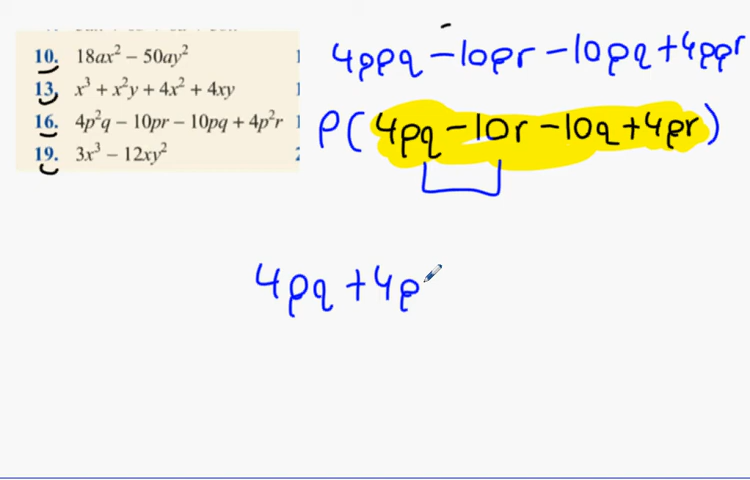 10. 18ax² − 50ay²
13. x³ + x²y + 4x² + 4xy
16. 4p²q − 10pr − 10pq + 4p²r
19. 3x³ − 12xy²
4ppq − 10pr − 10pq + 4ppr
P(4pq − 10r − 10q + 4pr)
4pq + 4p